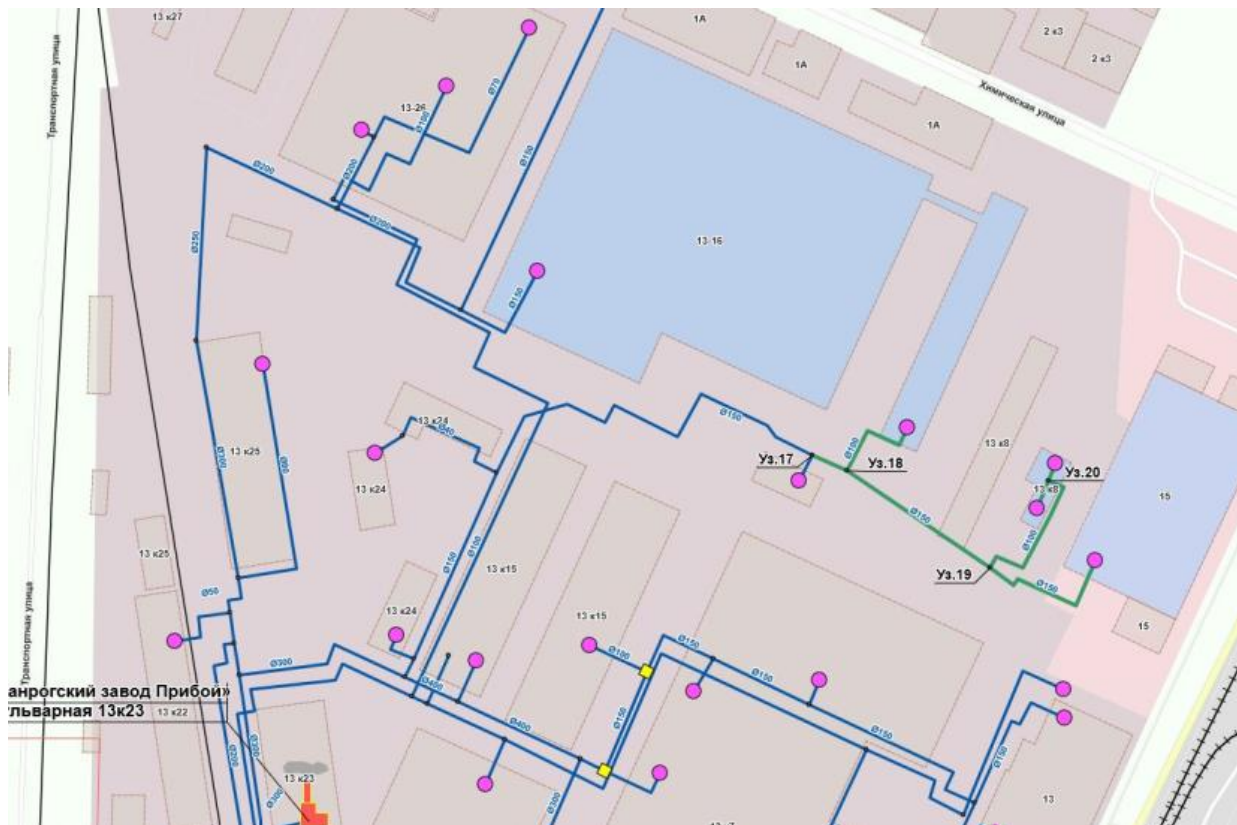 13 к27
1А
2 к3
1А
2 к3
Транспортная улица
Ø70
Химическая улица
13-26
Ø100
1А
Ø150
Ø200
Ø200
Ø200
Ø250
13-16
Ø150
Ø150
13 к24
Ø40
13 к25
Ø80
13 к8
Уз.17
Ø100
Уз.18
Уз.20
13 к24
13 к8
15
Ø150
Ø100
13 к25
Ø150
Ø100
13 к15
Уз.19
Ø150
Ø50
13 к24
13 к15
15
Транспортная улица
Ø300
Ø100
Ø150
Ø150
анрогский завод Прибой»
Ø400
ульварная 13к23
13 к22
Ø400
Ø150
Ø150
Ø200
Ø300
13 к23
Ø300
Ø300
Ø150
13